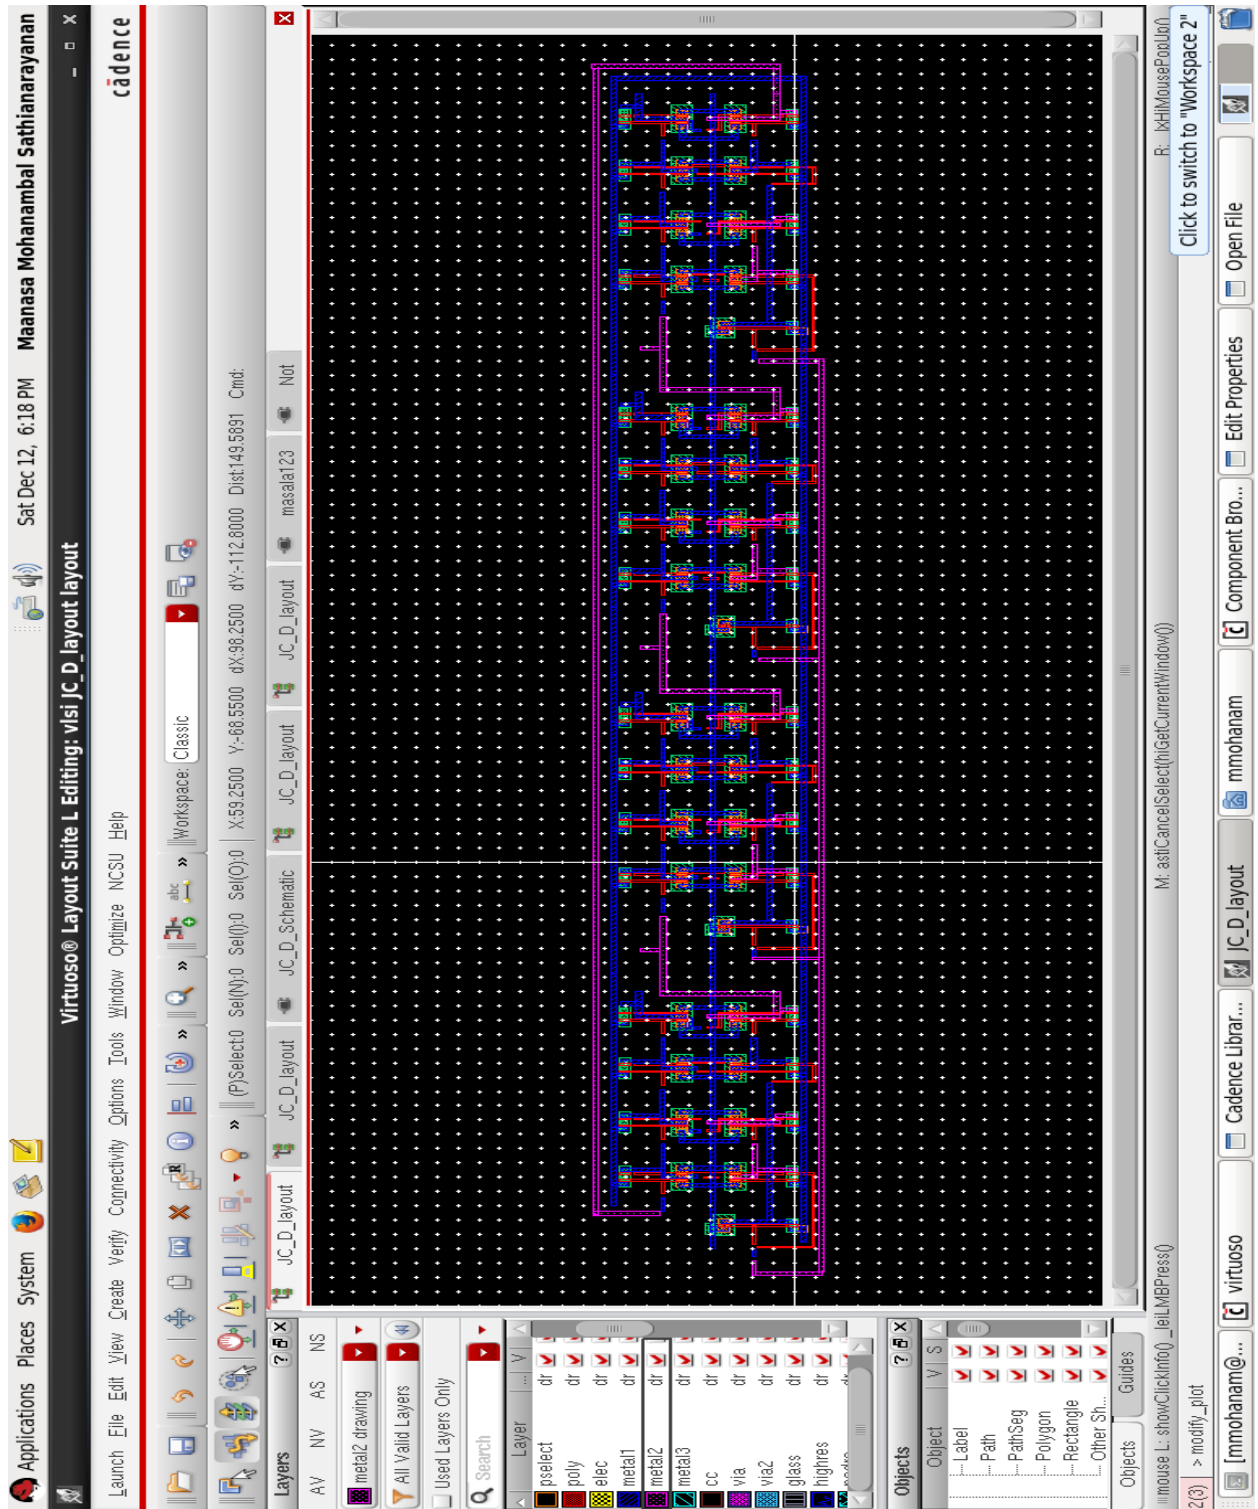 Applications Places System Sat Dec 12, 6:18 PM Maanasa Mohanambal Sathianarayanan
Virtuoso® Layout Suite L Editing: vlsi JC_D_layout layout
Launch File Edit View Create Verify Connectivity Options Tools Window Optimize NCSU Help cādence
Workspace: Classic
(P)Select:0 Sel(N):0 Sel(I):0 Sel(O):0 X:59.2500 Y:-68.5500 dX:98.2500 dY:-112.8000 Dist:149.5891 Cmd:
JC_D_layout JC_D_layout JC_D_Schematic JC_D_layout JC_D_layout masala123 Not
Layers
AV NV AS NS
metal2 drawing
All Valid Layers
Used Layers Only
Search
Layer ... V
pselect dr
poly dr
elec dr
metal1 dr
metal2 dr
metal3 dr
cc dr
via dr
via2 dr
glass dr
highres dr
Objects
Object V S
Label
Path
PathSeg
Polygon
Rectangle
Other Sh...
Objects Guides
mouse L: showClickInfo() _leiLMBPress() M: astiCancelSelect(hiGetCurrentWindow()) R: _lxHiMousePopUp()
2(3) > modify_plot
Click to switch to "Workspace 2"
[mmohanam@... virtuoso Cadence Librar... JC_D_layout mmohanam Component Bro... Edit Properties Open File